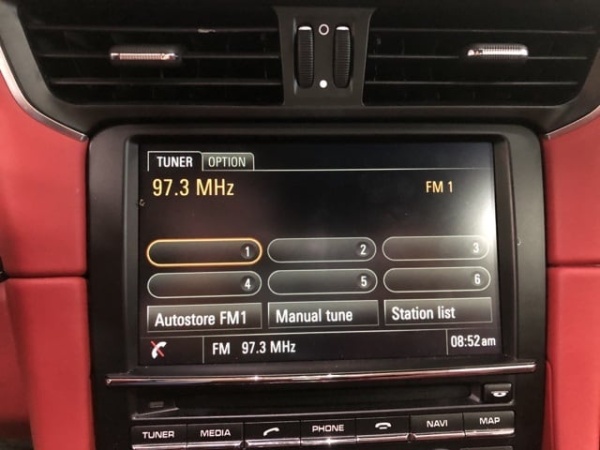 TUNER OPTION
97.3 MHz FM 1
1 2 3
4 5 6
Autostore FM1 Manual tune Station list
FM 97.3 MHz 08:52 am
TUNER MEDIA PHONE NAVI MAP